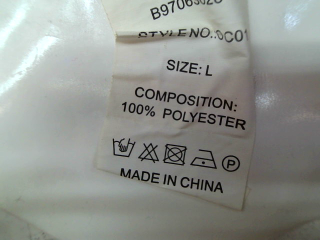 SIZE: L
COMPOSITION:
100% POLYESTER
MADE IN CHINA